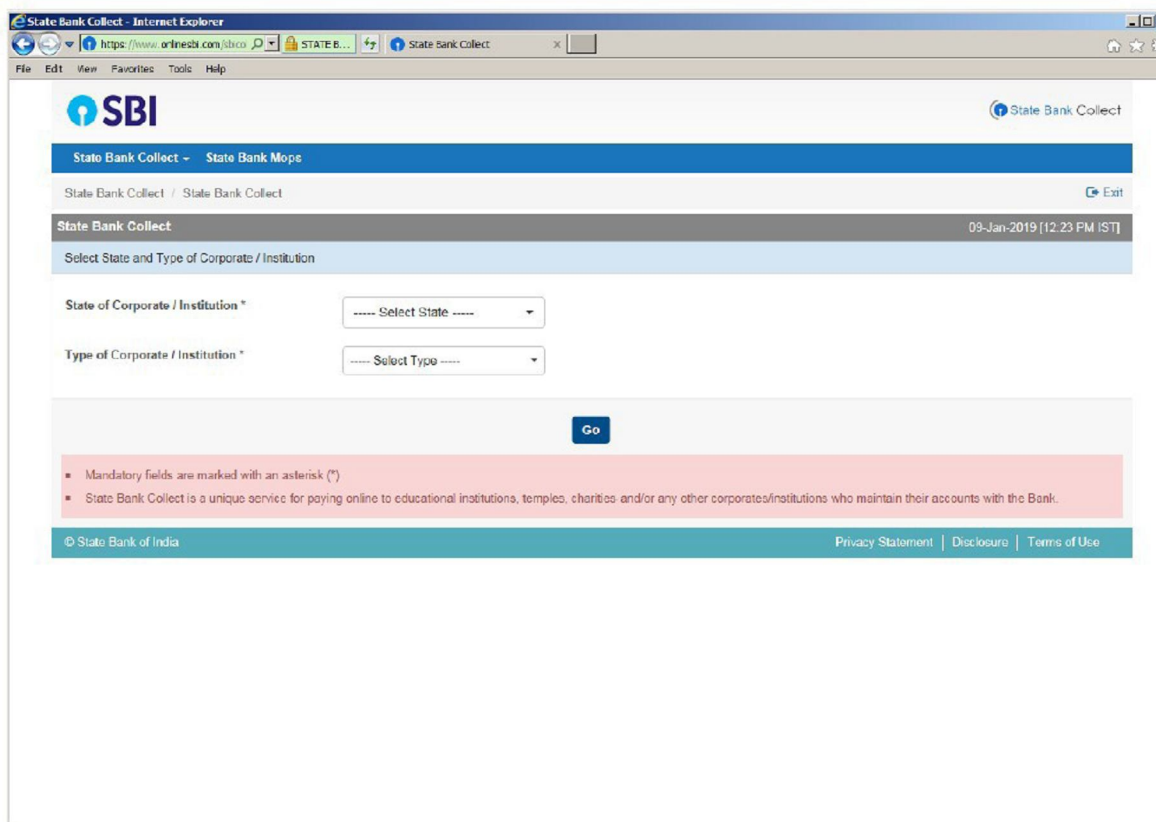 State Bank Collect - Internet Explorer
https://www.onlinesbi.com/sbico STATE B... State Bank Collect x
File Edit View Favorites Tools Help
SBI
State Bank Collect
State Bank Collect State Bank Mops
State Bank Collect / State Bank Collect
Exit
State Bank Collect
09-Jan-2019 [12:23 PM IST]
Select State and Type of Corporate / Institution
State of Corporate / Institution *
----- Select State -----
Type of Corporate / Institution *
----- Select Type -----
Go
Mandatory fields are marked with an asterisk (*)
State Bank Collect is a unique service for paying online to educational institutions, temples, charities and/or any other corporates/institutions who maintain their accounts with the Bank.
© State Bank of India
Privacy Statement | Disclosure | Terms of Use